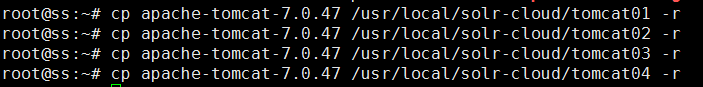 root@ss:~# cp apache-tomcat-7.0.47 /usr/local/solr-cloud/tomcat01 -r
root@ss:~# cp apache-tomcat-7.0.47 /usr/local/solr-cloud/tomcat02 -r
root@ss:~# cp apache-tomcat-7.0.47 /usr/local/solr-cloud/tomcat03 -r
root@ss:~# cp apache-tomcat-7.0.47 /usr/local/solr-cloud/tomcat04 -r